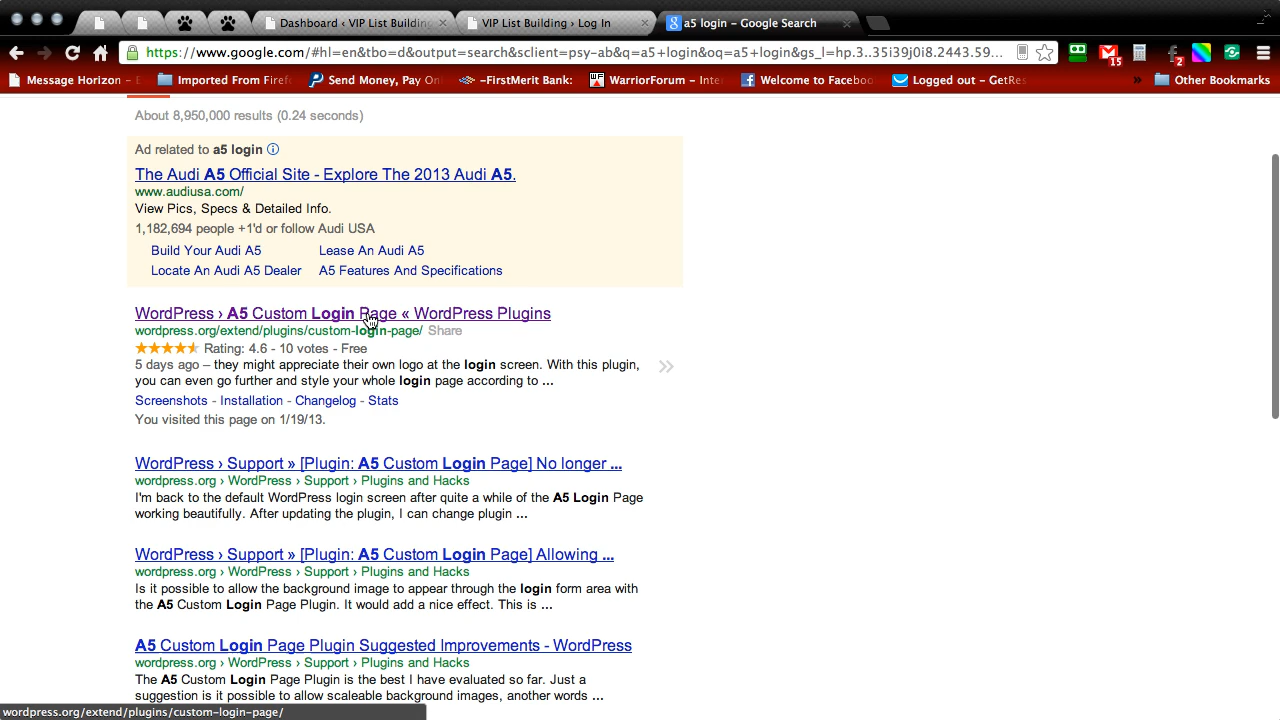 Dashboard ‹ VIP List Building
VIP List Building › Log In
a5 login – Google Search
https://www.google.com/#hl=en&tbo=d&output=search&sclient=psy-ab&q=a5+login&oq=a5+login&gs_l=hp.3..35i39j0i8.2443.59...
15
2
Message Horizon – E
Imported From Firef
Send Money, Pay On
–FirstMerit Bank:
WarriorForum – Inte
Welcome to Faceboo
Logged out – GetRes
»
Other Bookmarks
About 8,950,000 results (0.24 seconds)
Ad related to a5 login
The Audi A5 Official Site - Explore The 2013 Audi A5.
www.audiusa.com/
View Pics, Specs & Detailed Info.
1,182,694 people +1'd or follow Audi USA
Build Your Audi A5 Lease An Audi A5
Locate An Audi A5 Dealer A5 Features And Specifications
WordPress › A5 Custom Login Page « WordPress Plugins
wordpress.org/extend/plugins/custom-login-page/ Share
Rating: 4.6 - 10 votes - Free
5 days ago – they might appreciate their own logo at the login screen. With this plugin,
you can even go further and style your whole login page according to ...
Screenshots - Installation - Changelog - Stats
You visited this page on 1/19/13.
WordPress › Support » [Plugin: A5 Custom Login Page] No longer ...
wordpress.org › WordPress › Support › Plugins and Hacks
I'm back to the default WordPress login screen after quite a while of the A5 Login Page
working beautifully. After updating the plugin, I can change plugin ...
WordPress › Support » [Plugin: A5 Custom Login Page] Allowing ...
wordpress.org › WordPress › Support › Plugins and Hacks
Is it possible to allow the background image to appear through the login form area with
the A5 Custom Login Page Plugin. It would add a nice effect. This is ...
A5 Custom Login Page Plugin Suggested Improvements - WordPress
wordpress.org › WordPress › Support › Plugins and Hacks
The A5 Custom Login Page Plugin is the best I have evaluated so far. Just a
suggestion is it possible to allow scaleable background images, another words ...
wordpress.org/extend/plugins/custom-login-page/